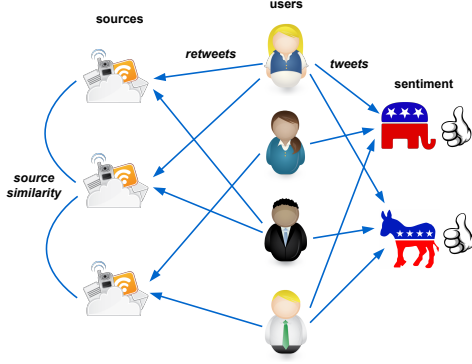 users
sources
retweets
tweets
sentiment
source
similarity